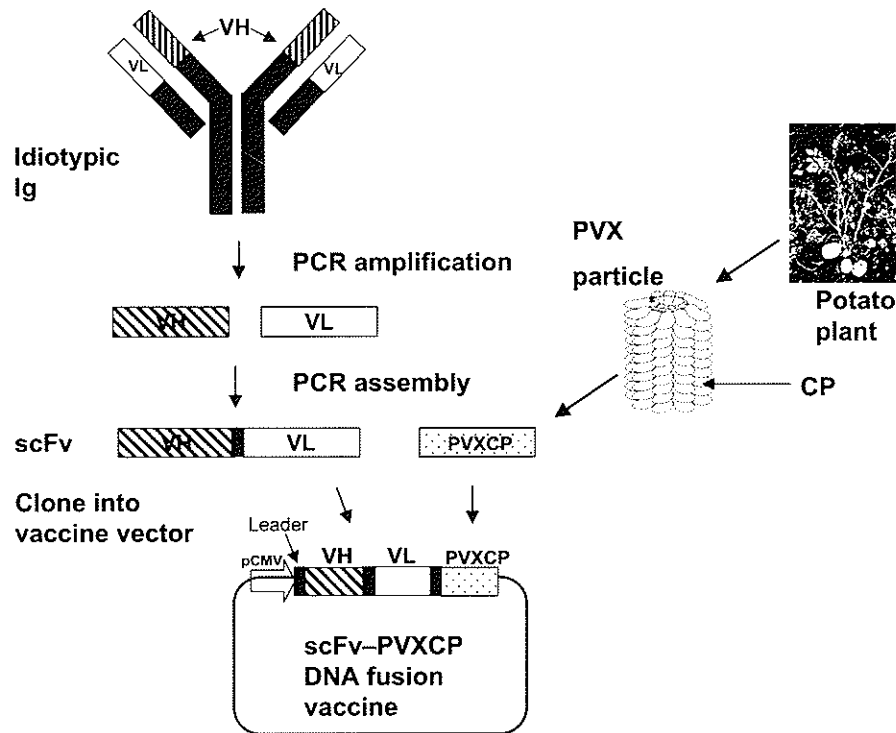 VH
VL
VL
Idiotypic
Ig
PCR amplification
PVX
particle
Potato
plant
CP
VH
VL
PCR assembly
scFv
VH
VL
PVXCP
Clone into
vaccine vector
Leader
pCMV
VH
VL
PVXCP
scFv–PVXCP
DNA fusion
vaccine